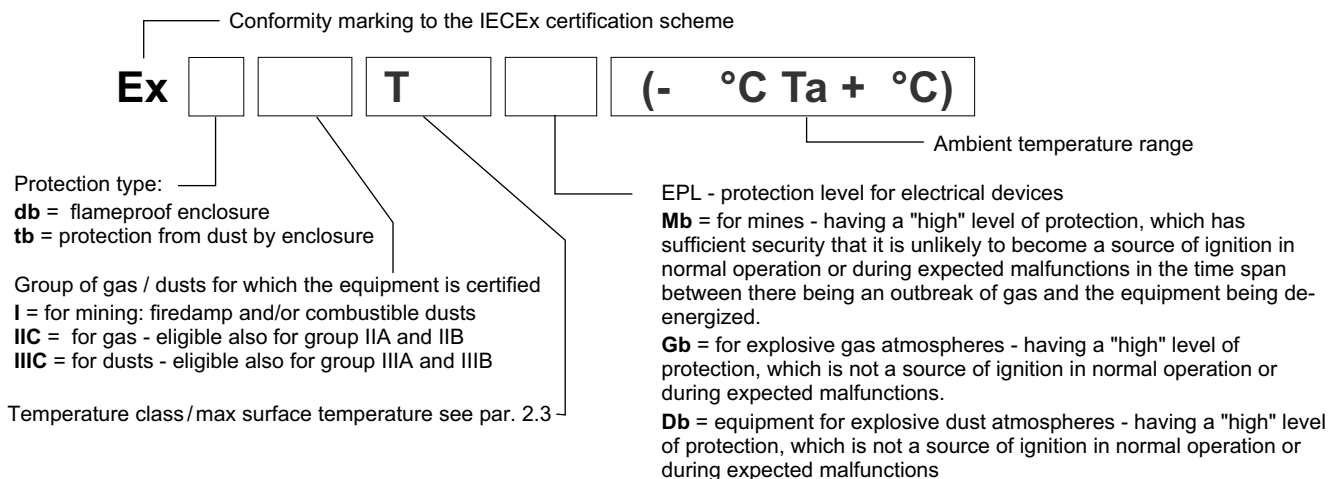 Conformity marking to the IECEx certification scheme
Ex T (- °C Ta + °C)
Ambient temperature range
Protection type:
db = flameproof enclosure
tb = protection from dust by enclosure
Group of gas / dusts for which the equipment is certified
I = for mining: firedamp and/or combustible dusts
IIC = for gas - eligible also for group IIA and IIB
IIIC = for dusts - eligible also for group IIIA and IIIB
Temperature class/max surface temperature see par. 2.3
EPL - protection level for electrical devices
Mb = for mines - having a "high" level of protection, which has
sufficient security that it is unlikely to become a source of ignition in
normal operation or during expected malfunctions in the time span
between there being an outbreak of gas and the equipment being de-
energized.
Gb = for explosive gas atmospheres - having a "high" level of
protection, which is not a source of ignition in normal operation or
during expected malfunctions.
Db = equipment for explosive dust atmospheres - having a "high" level
of protection, which is not a source of ignition in normal operation or
during expected malfunctions